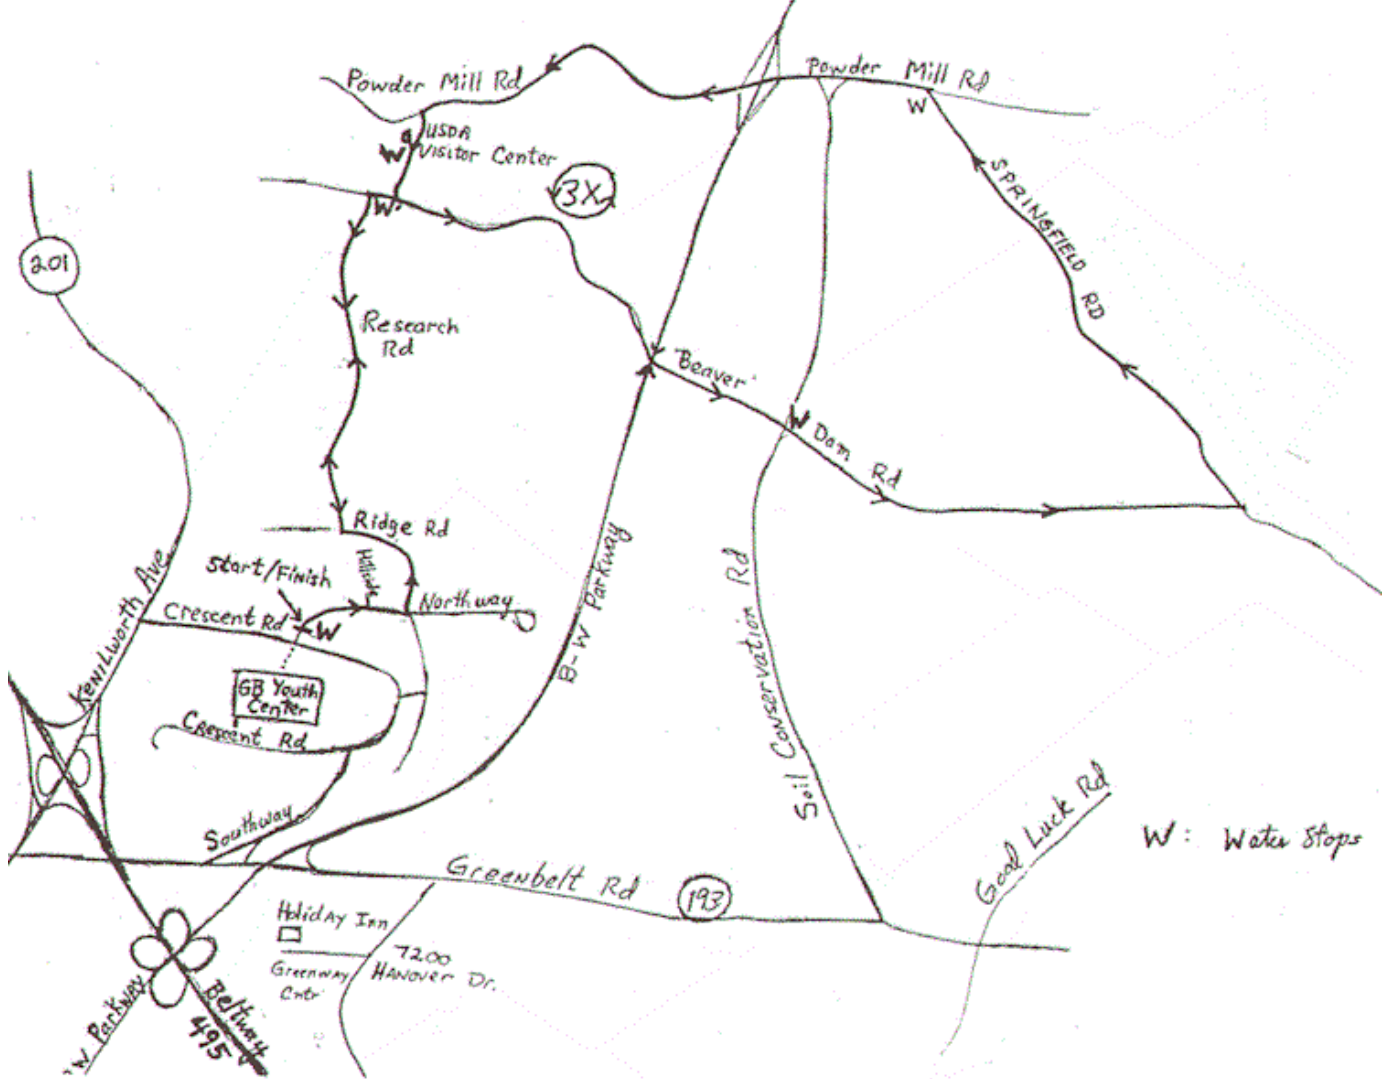 Powder Mill Rd
Powder Mill Rd
W
USDA
Visitor Center
W
3X
W
SPRINGFIELD RD
201
Research
Rd
"Beaver
W
Dam Rd
Ridge Rd
Hillside
Start/Finish
Northway
Crescent Rd
W
Kenilworth Ave
B-W Parkway
Soil Conservation Rd
GB Youth
Center
Crescent Rd
Southway
Good Luck Rd
W: Water Stops
Greenbelt Rd
193
Holiday Inn
7200
Hanover Dr.
Greenway
Cntr
Parkway
Beltway
495